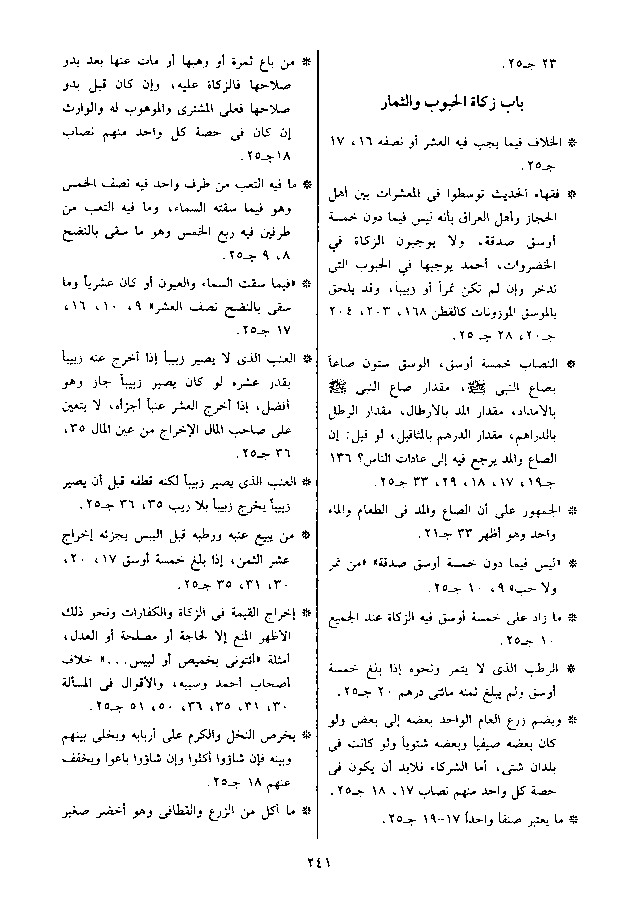 ٢٣ جـ٢٥.
باب زكاة الحبوب والثمار
* الخلاف فيما يجب فيه العشر أو نصفه ١٦، ١٧
جـ٢٥.
* فقهاء الحديث توسطوا فى المعشرات بين أهل
الحجاز وأهل العراق بأنه ليس فيما دون خمسة
أوسق صدقة، ولا يوجبون الزكاة في
الخضروات، أحمد يوجبها في الحبوب التى
تدخر وإن لم تكن تمراً أو زبيباً، وقد يلحق
بالموسق الموزونات كالقطن ١٦٨، ٢٠٣، ٢٠٤
جـ٢٠، ٢٨ جـ ٢٥.
* النصاب خمسة أوسق، الوسق ستون صاعاً
بصاع النبي ﷺ، مقدار صاع النبي ﷺ
بالأمداد، مقدار المد بالأرطال، مقدار الرطل
بالدراهم، مقدار الدرهم بالمثاقيل، لو قيل: إن
الصاع والمد يرجع فيه إلى عادات الناس؟ ١٣٦
جـ١٩، ١٧، ١٨، ٢٩، ٣٣ جـ٢٥.
* الجمهور على أن الصاع والمد فى الطعام والماء
واحد وهو أظهر ٣٣ جـ٢١.
* «ليس فيما دون خمسة أوسق صدقة» «من تمر
ولا حب» ٩، ١٠ جـ٢٥.
* ما زاد على خمسة أوسق فيه الزكاة عند الجميع
١٠ جـ٢٥.
* الرطب الذى لا يتمر ونحوه إذا بلغ خمسة
أوسق ولم يبلغ ثمنه مائتى درهم ٢٠ جـ٢٥.
* ويضم زرع العام الواحد بعضه إلى بعض ولو
كان بعضه صيفياً وبعضه شتوياً ولو كانت فى
بلدان شتى، أما الشركاء فلابد أن يكون فى
حصة كل واحد منهم نصاب ١٧، ١٨ جـ٢٥.
* ما يعتبر صنفاً واحداً ١٧-١٩ جـ٢٥.
* من باع ثمرة أو وهبها أو مات عنها بعد بدو
صلاحها فالزكاة عليه، وإن كان قبل بدو
صلاحها فعلى المشترى والموهوب له والوارث
إن كان فى حصة كل واحد منهم نصاب
١٨ جـ٢٥.
* ما فيه التعب من طرف واحد فيه نصف الخمس
وهو فيما سقته السماء، وما فيه التعب من
طرفين فيه ربع الخمس وهو ما سقى بالنضح
٨، ٩ جـ٢٥.
* «فيما سقت السماء والعيون أو كان عشرياً وما
سقى بالنضح نصف العشر» ٩، ١٠، ١٦،
١٧ جـ٢٥.
* العنب الذى لا يصير زبيباً إذا أخرج عنه زبيباً
بقدر عشره لو كان يصير زبيباً جاز وهو
أفضل، إذا أخرج العشر عنباً أجزأه، لا يتعين
على صاحب المال الإخراج من عين المال ٣٥،
٣٦ جـ٢٥.
* العنب الذى يصير زبيباً لكنه قطفه قبل أن يصير
زبيباً يخرج زبيباً بلا ريب ٣٥، ٣٦ جـ٢٥.
* من يبيع عنبه ورطبه قبل اليبس يجزئه إخراج
عشر الثمن، إذا بلغ خمسة أوسق ١٧، ٢٠،
٣٠، ٣١، ٣٥ جـ٢٥.
* إخراج القيمة فى الزكاة والكفارات ونحو ذلك
الأظهر المنع إلا لحاجة أو مصلحة أو العدل،
أمثلة «ائتونى بخميص أو لبيس...» خلاف
أصحاب أحمد وسببه، والأقوال فى المسألة
٣٠، ٣١، ٣٥، ٣٦، ٥٠، ٥١ جـ٢٥.
* يخرص النخل والكرم على أربابه ويخلى بينهم
وبينه فإن شاؤوا أكلوا وإن شاؤوا باعوا ويخفف
عنهم ١٨ جـ٢٥.
* ما أكل من الزرع والقطافى وهو أخضر صغير
٢٤١